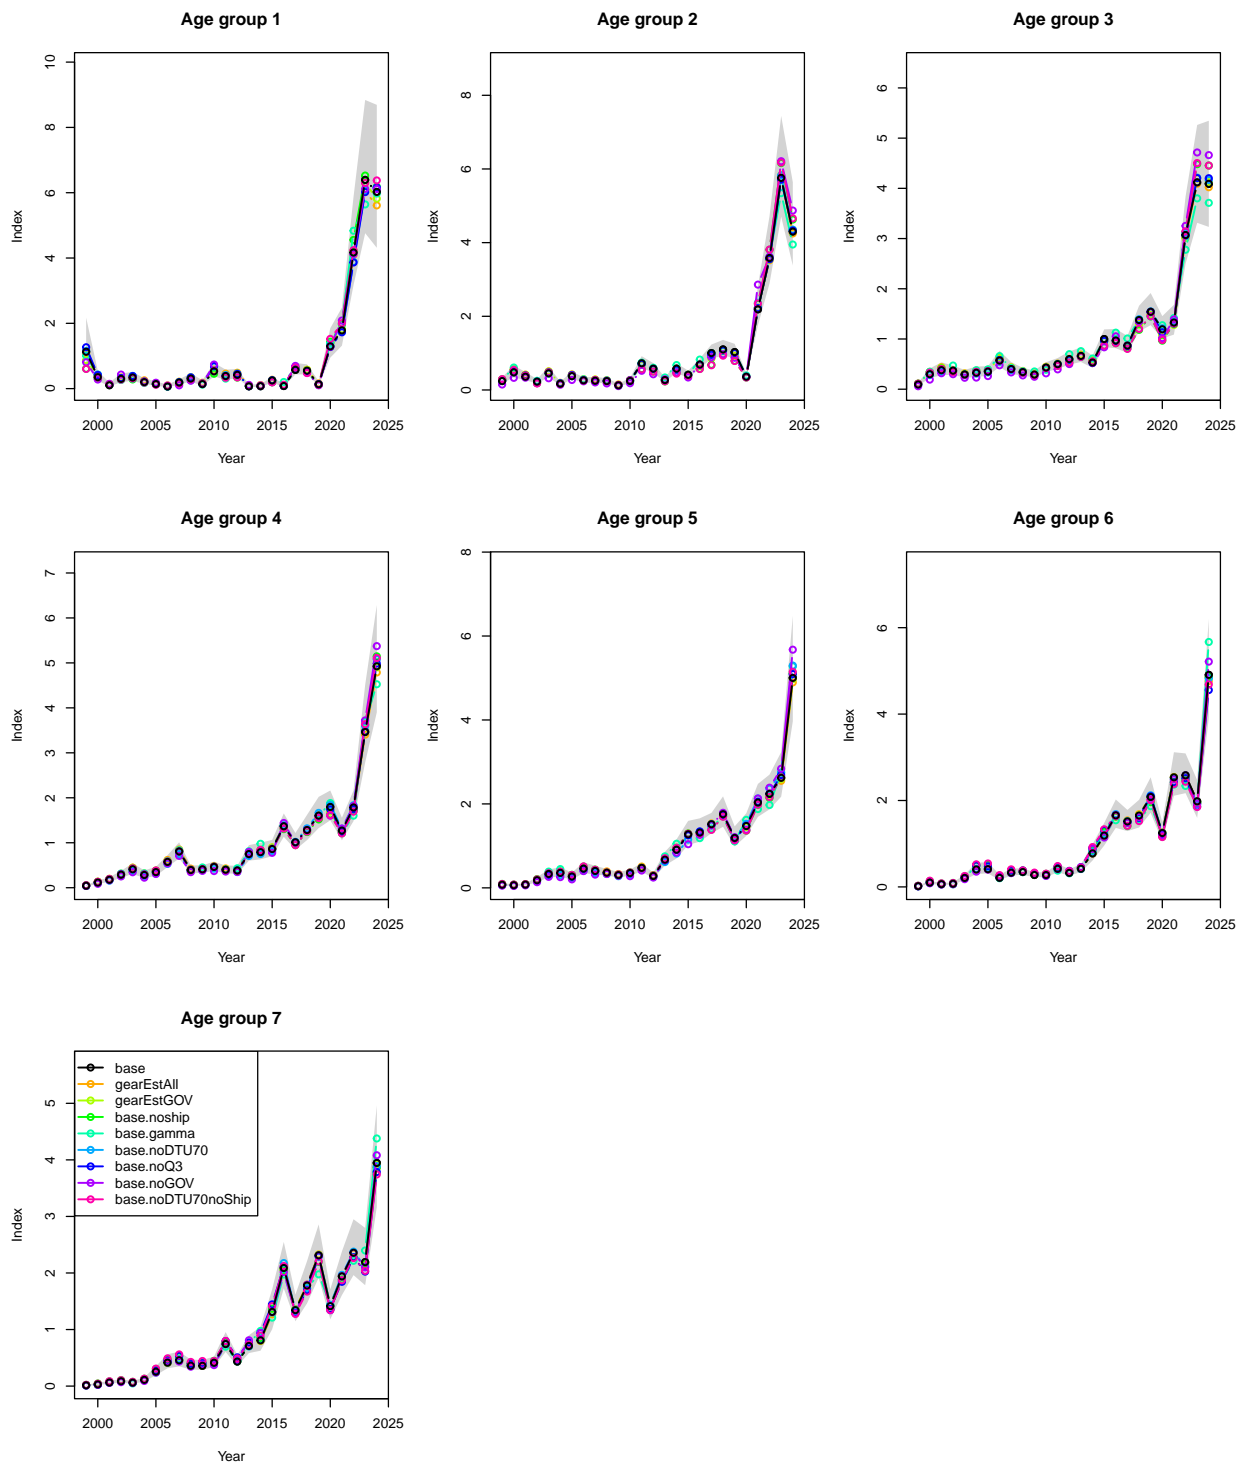 Age group 1
Age group 2
Age group 3
10
8
6
4
2
0
Index
2000 2005 2010 2015 2020 2025
Year
8
6
4
2
0
Index
2000 2005 2010 2015 2020 2025
Year
6
5
4
3
2
1
0
Index
2000 2005 2010 2015 2020 2025
Year
Age group 4
Age group 5
Age group 6
7
6
5
4
3
2
1
0
Index
2000 2005 2010 2015 2020 2025
Year
8
6
4
2
0
Index
2000 2005 2010 2015 2020 2025
Year
6
4
2
0
Index
2000 2005 2010 2015 2020 2025
Year
Age group 7
5
4
3
2
1
0
Index
base
gearEstAll
gearEstGOV
base.noship
base.gamma
base.noDTU70
base.noQ3
base.noGOV
base.noDTU70noShip
2000 2005 2010 2015 2020 2025
Year